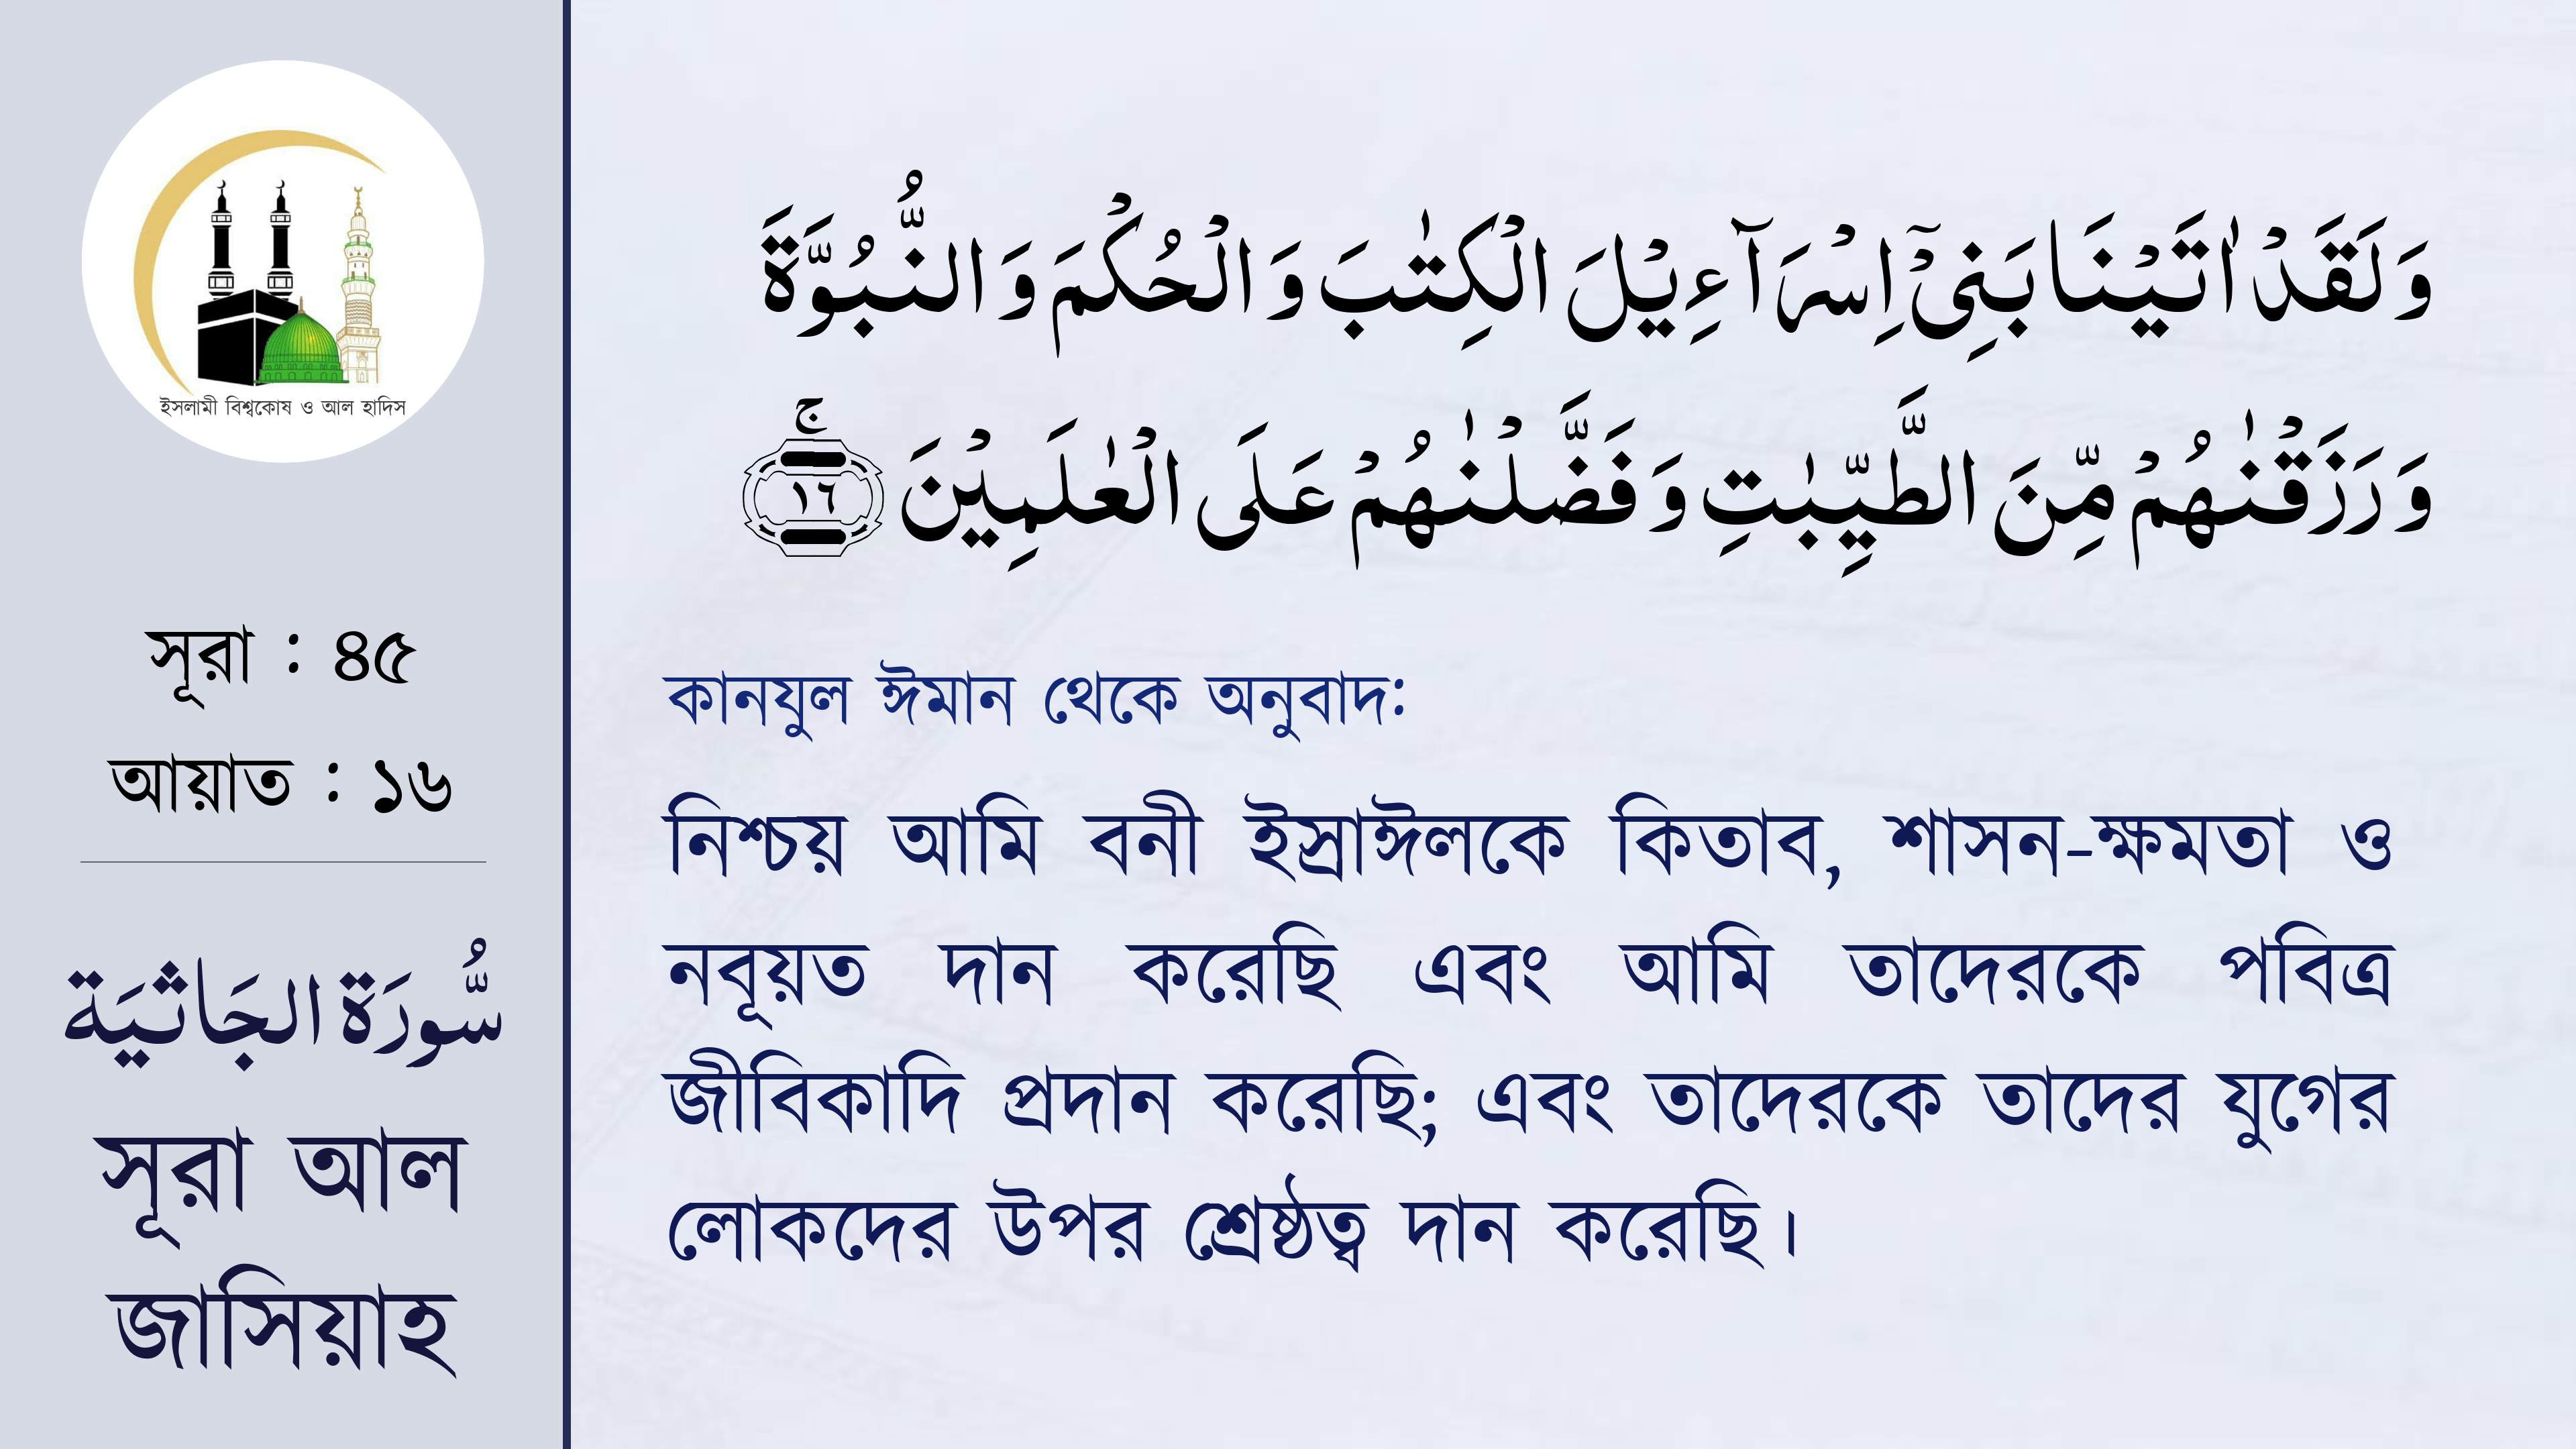 ইসলামী বিশ্বকোষ ও আল হাদিস
সূরা : ৪৫
আয়াত : ১৬
سُّورَة الجَاثيَة
সূরা আল
জাসিয়াহ
وَلَقَدْ اٰتَيْنَا بَنِيْٓ اِسْرَآءِيْلَ الْكِتٰبَ وَالْحُكْمَ وَالنُّبُوَّةَ
وَرَزَقْنٰهُمْ مِّنَ الطَّيِّبٰتِ وَفَضَّلْنٰهُمْ عَلَى الْعٰلَمِيْنَ ۚ ١٦
কানযুল ঈমান থেকে অনুবাদ:
নিশ্চয় আমি বনী ইস্রাঈলকে কিতাব, শাসন-ক্ষমতা ও
নবূয়ত দান করেছি এবং আমি তাদেরকে পবিত্র
জীবিকাদি প্রদান করেছি; এবং তাদেরকে তাদের যুগের
লোকদের উপর শ্রেষ্ঠত্ব দান করেছি।